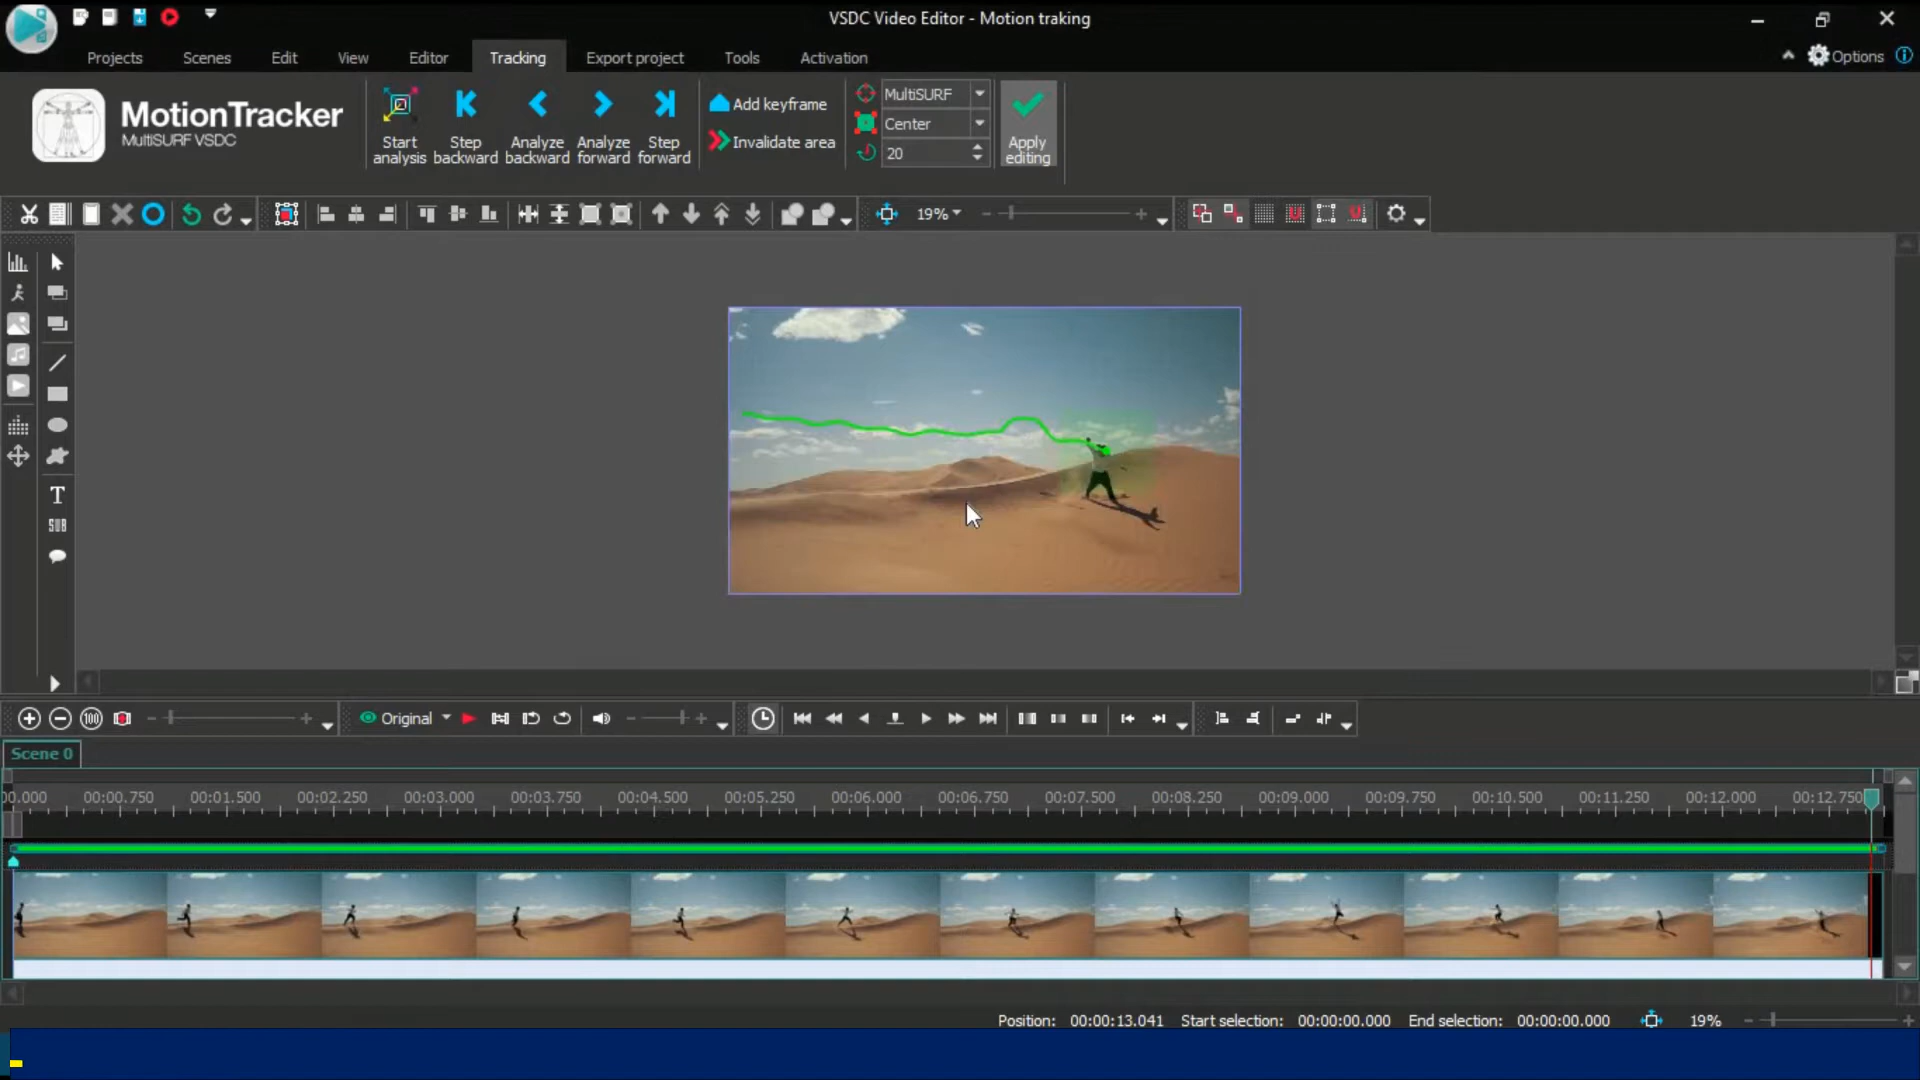 VSDC Video Editor - Motion traking
Projects Scenes Edit View Editor Tracking Export project Tools Activation Options
MotionTracker
MultiSURF VSDC
Start analysis
Step backward
Analyze backward
Analyze forward
Step forward
Add keyframe
Invalidate area
MultiSURF
Center
20
Apply editing
19%
T
SUB
100 Original
Scene 0
00.000 00:00.750 00:01.500 00:02.250 00:03.000 00:03.750 00:04.500 00:05.250 00:06.000 00:06.750 00:07.500 00:08.250 00:09.000 00:09.750 00:10.500 00:11.250 00:12.000 00:12.750
Position: 00:00:13.041 Start selection: 00:00:00.000 End selection: 00:00:00.000 19%